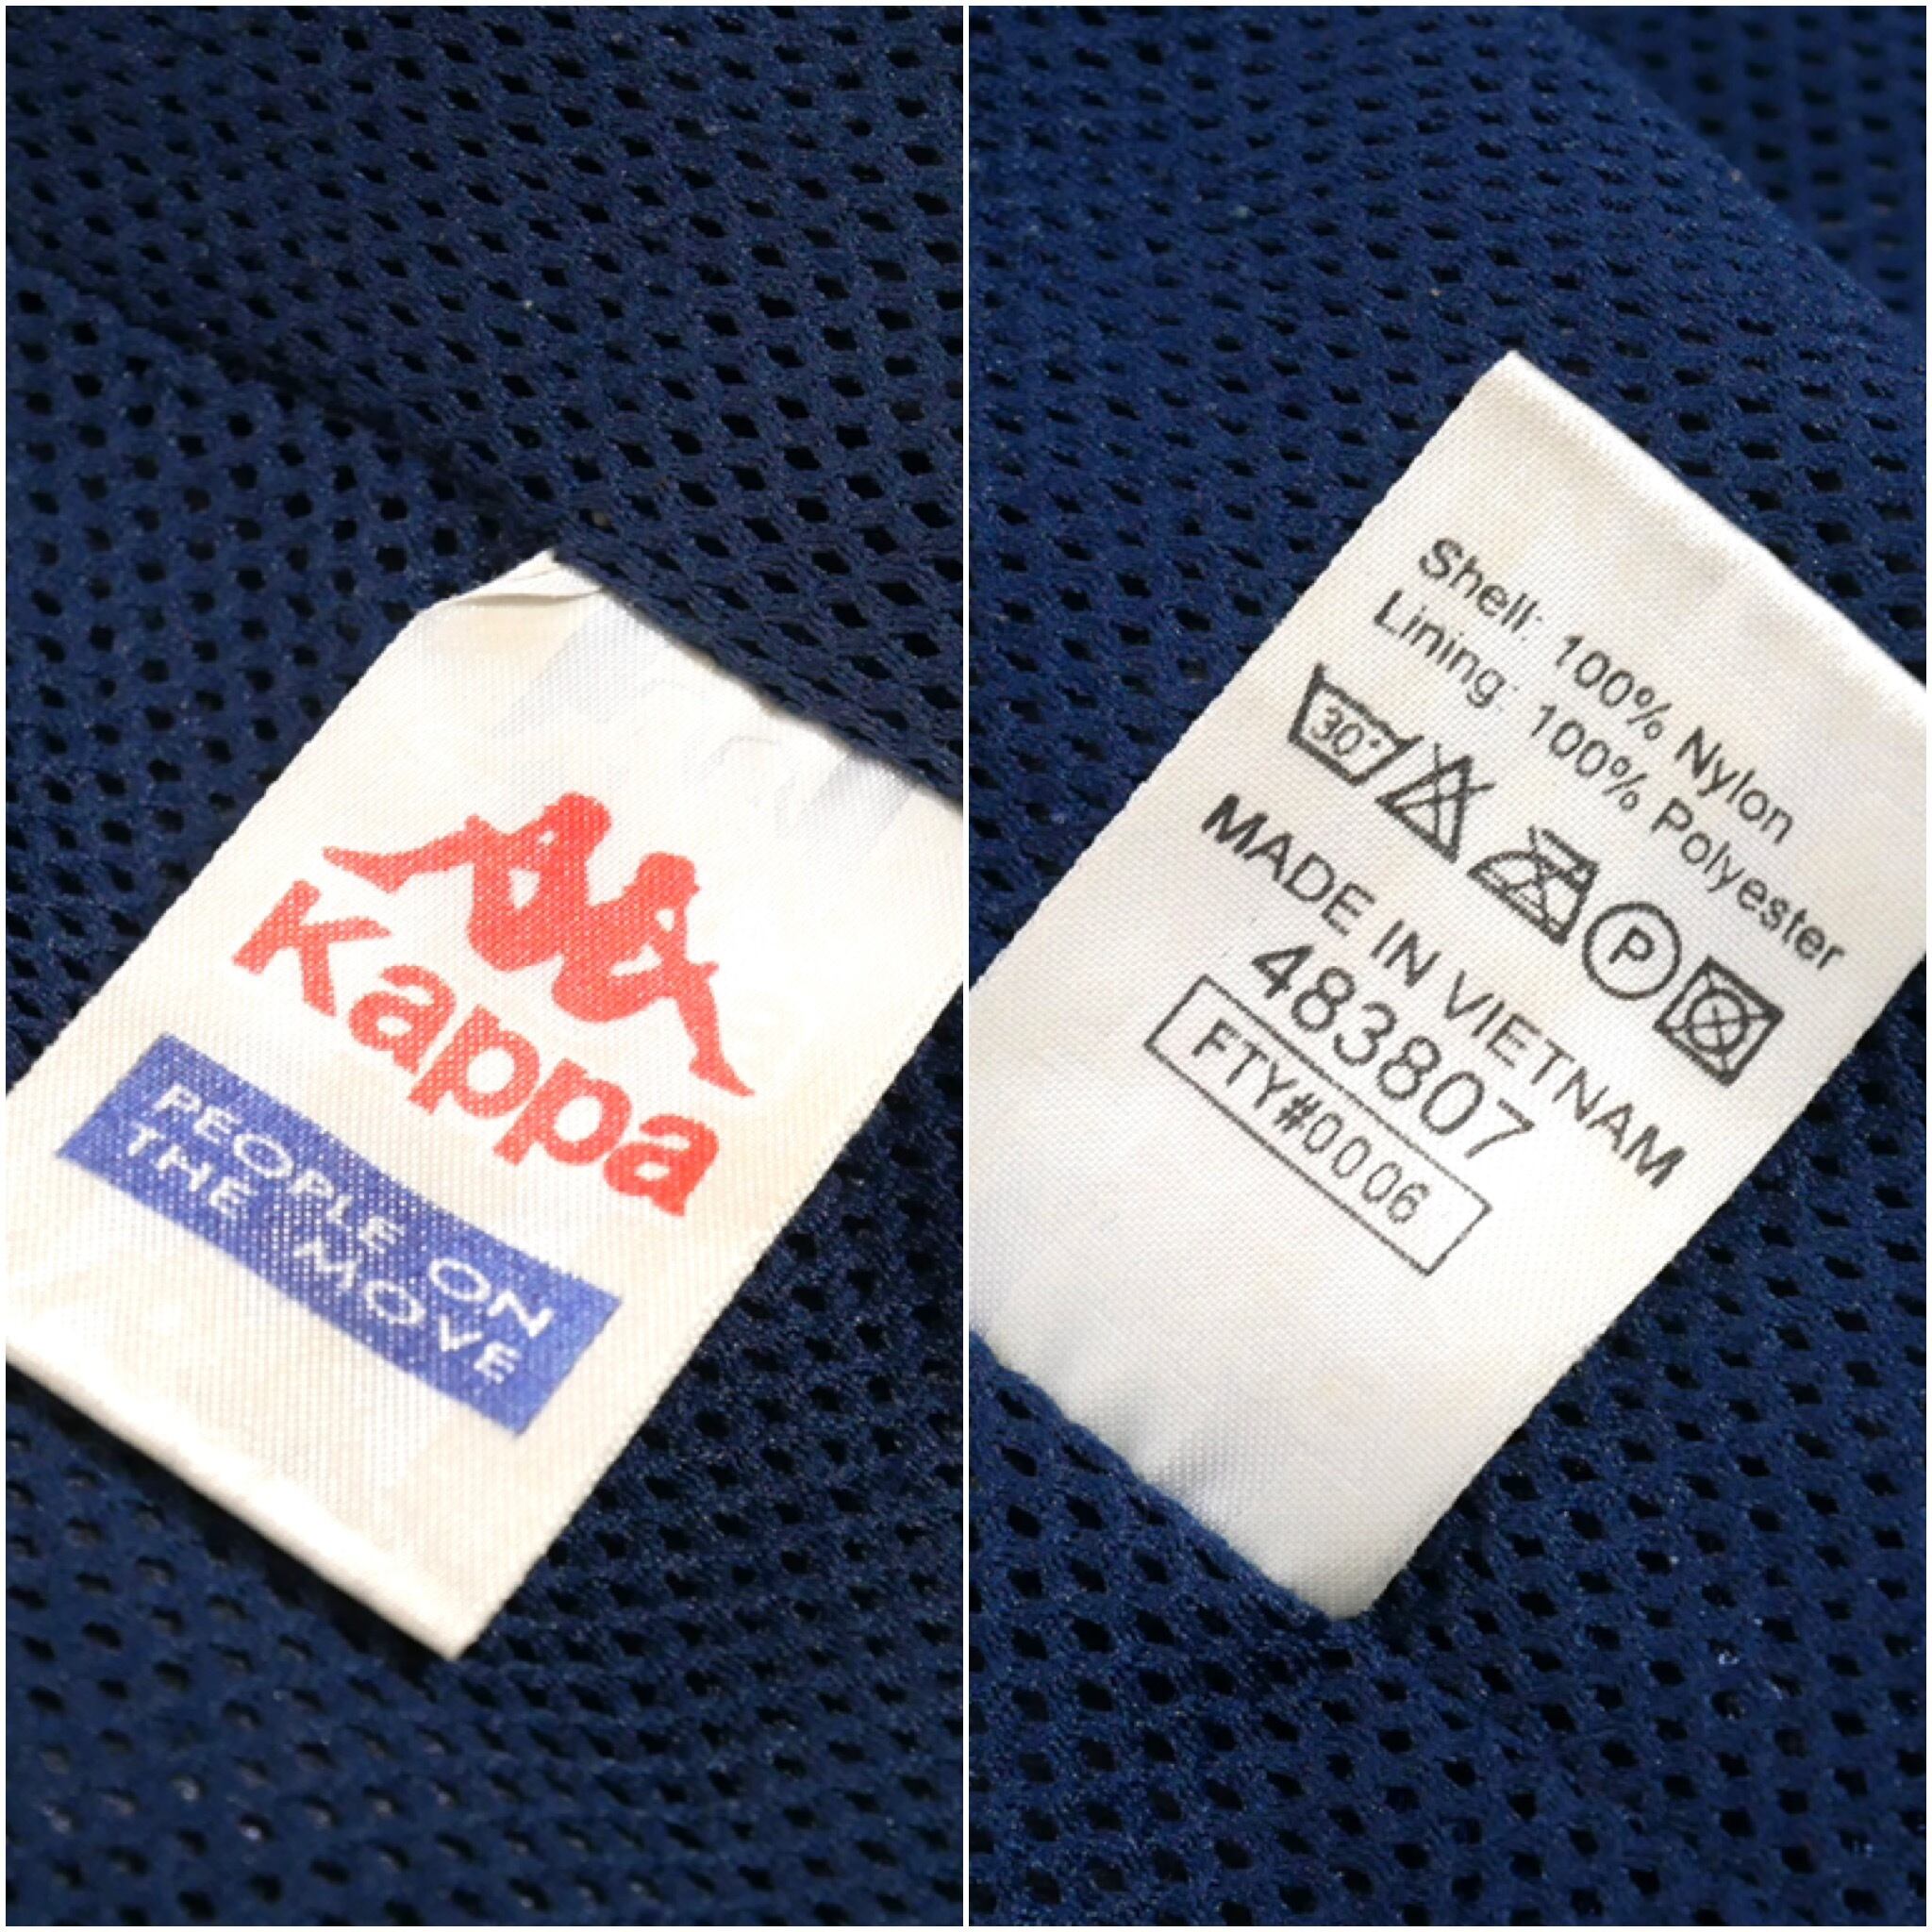 Kappa
PEOPLE ON
THE MOVE
Shell: 100% Nylon
Lining: 100% Polyester
30°
P
MADE IN VIETNAM
483807
FTY#0006